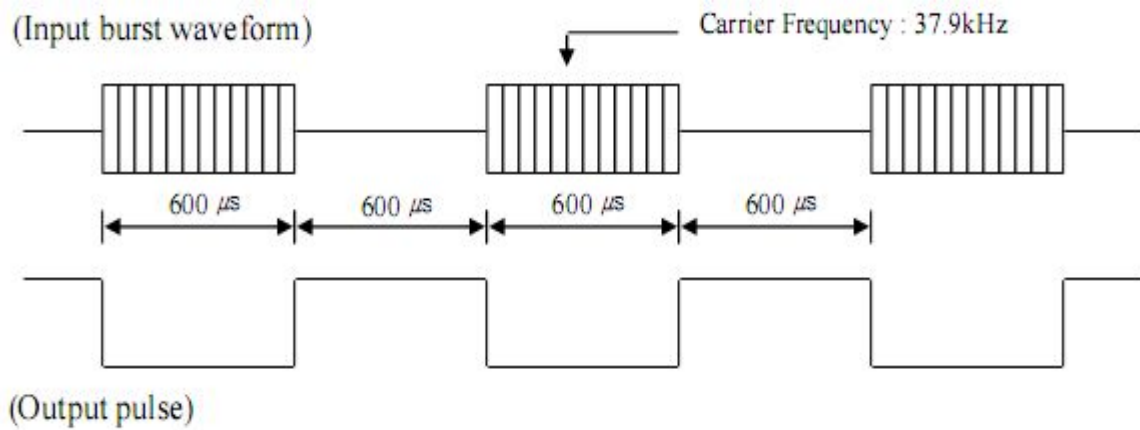 (Input burst waveform)
Carrier Frequency : 37.9kHz
600 μs
600 μs
600 μs
600 μs
(Output pulse)